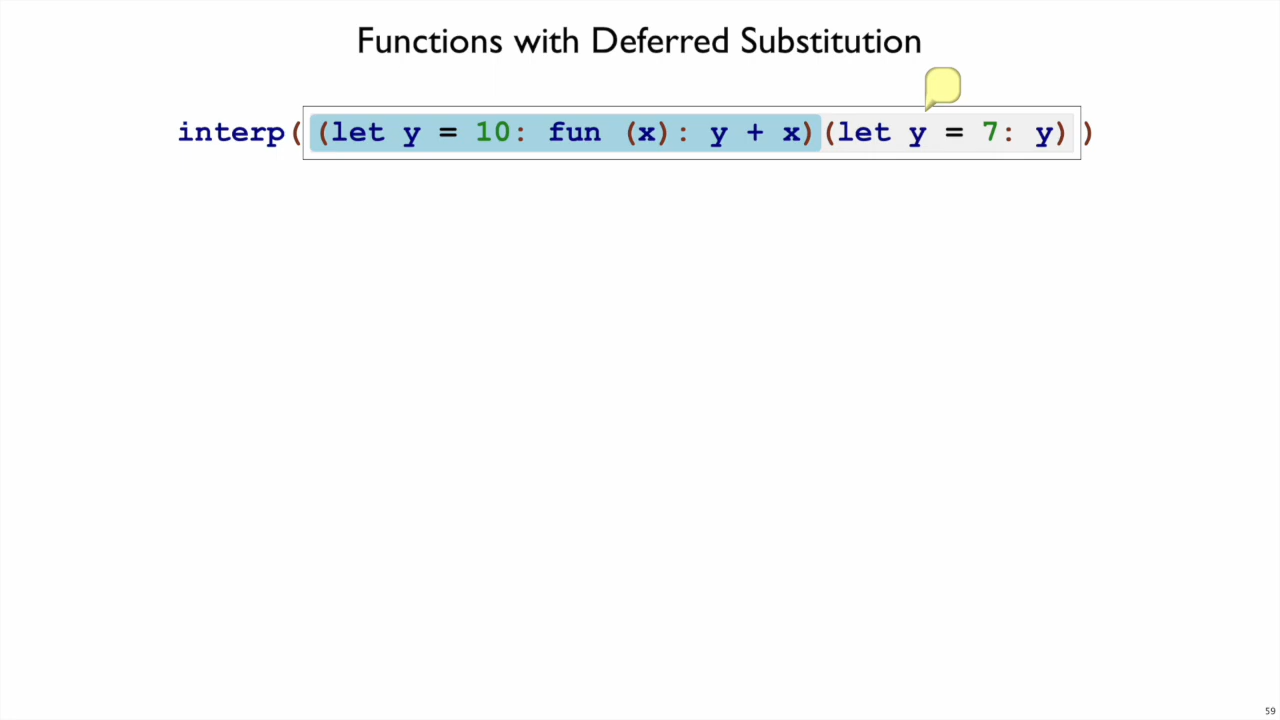 Functions with Deferred Substitution
interp( (let y = 10: fun (x): y + x)(let y = 7: y) )
59